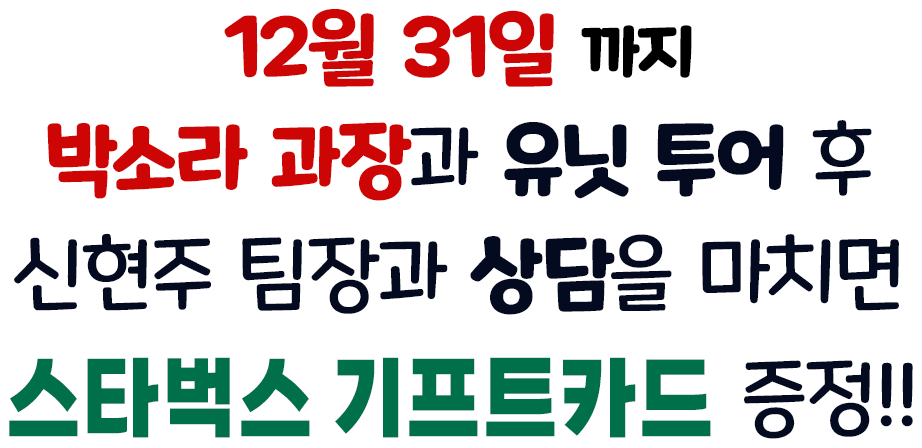 12월 31일 까지
박소라 과장과 유닛 투어 후
신현주 팀장과 상담을 마치면
스타벅스 기프트카드 증정!!